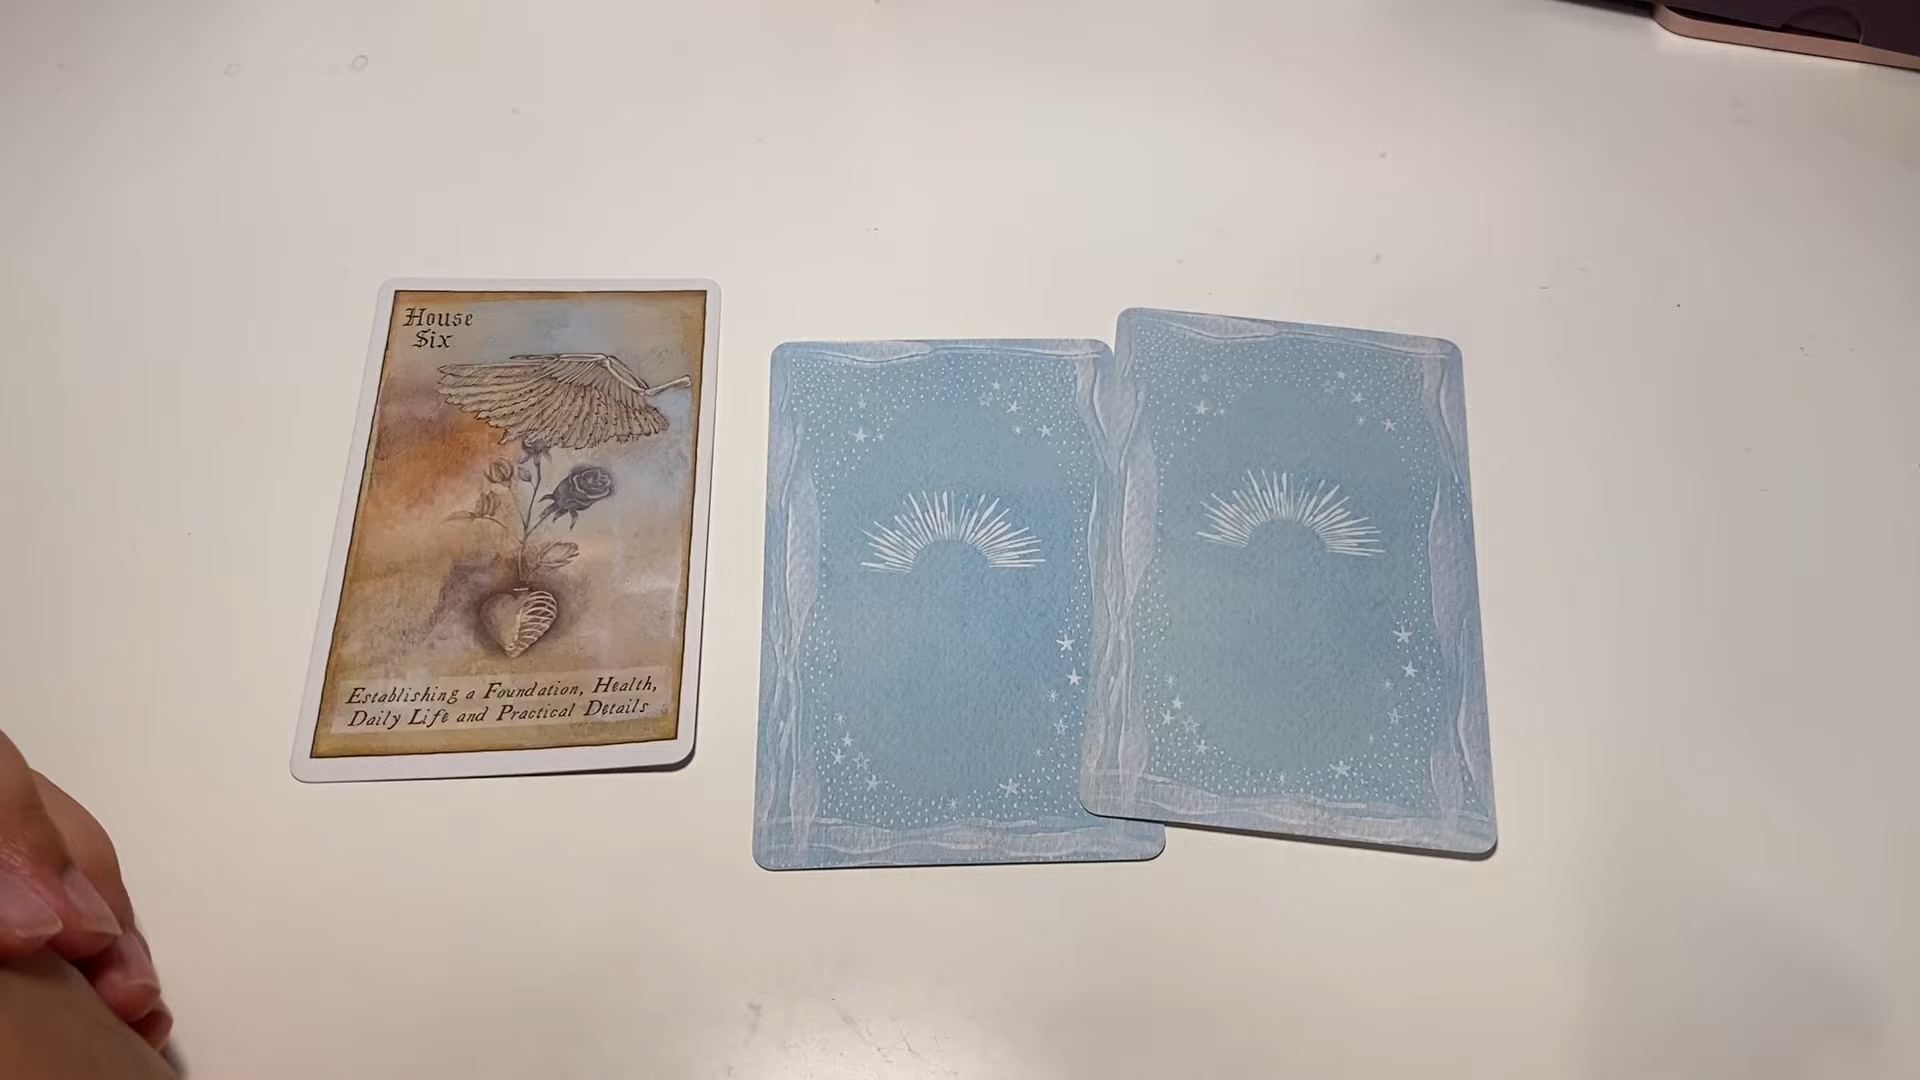 House
Six
Establishing a Foundation, Health,
Daily Life and Practical Details